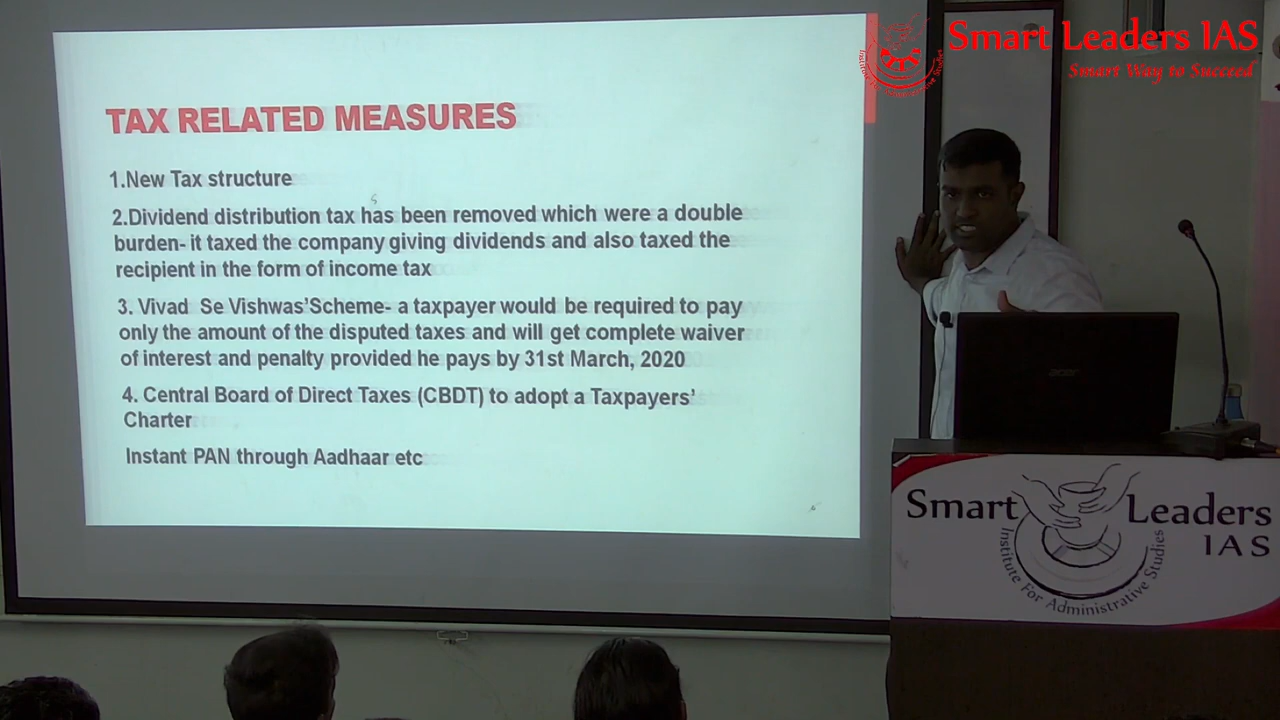 Smart Leaders IAS
Smart Way to Succeed
TAX RELATED MEASURES
1.New Tax structure
2.Dividend distribution tax has been removed which were a double
burden- it taxed the company giving dividends and also taxed the
recipient in the form of income tax
3. Vivad Se Vishwas'Scheme- a taxpayer would be required to pay
only the amount of the disputed taxes and will get complete waiver
of interest and penalty provided he pays by 31st March, 2020
4. Central Board of Direct Taxes (CBDT) to adopt a Taxpayers'
Charter
Instant PAN through Aadhaar etc
acer
Smart Leaders
IAS
Institute For Administrative Studies